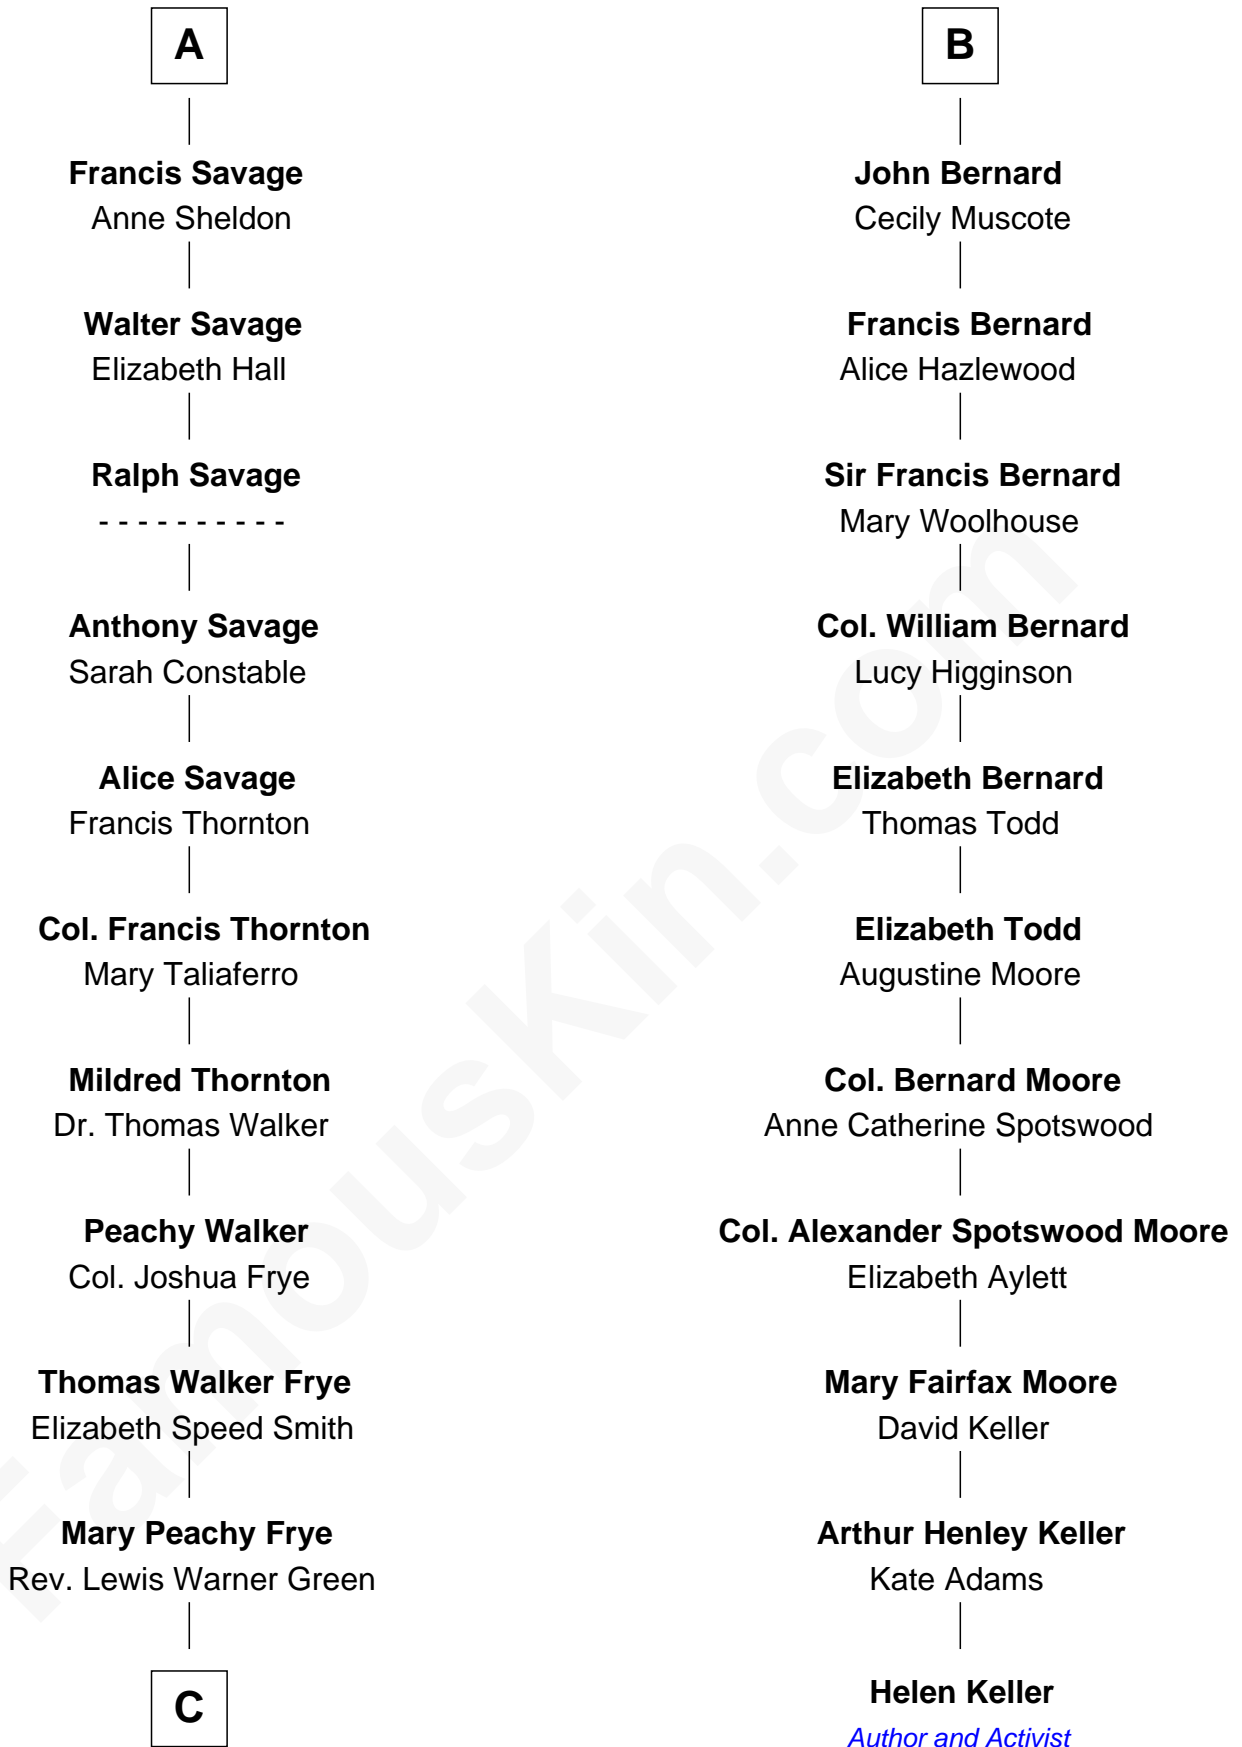 A
Francis Savage
Anne Sheldon
Walter Savage
Elizabeth Hall
Ralph Savage
- - - - - - - - - -
Anthony Savage
Sarah Constable
Alice Savage
Francis Thornton
Col. Francis Thornton
Mary Taliaferro
Mildred Thornton
Dr. Thomas Walker
Peachy Walker
Col. Joshua Frye
Thomas Walker Frye
Elizabeth Speed Smith
Mary Peachy Frye
Rev. Lewis Warner Green
C
B
John Bernard
Cecily Muscote
Francis Bernard
Alice Hazlewood
Sir Francis Bernard
Mary Woolhouse
Col. William Bernard
Lucy Higginson
Elizabeth Bernard
Thomas Todd
Elizabeth Todd
Augustine Moore
Col. Bernard Moore
Anne Catherine Spotswood
Col. Alexander Spotswood Moore
Elizabeth Aylett
Mary Fairfax Moore
David Keller
Arthur Henley Keller
Kate Adams
Helen Keller
Author and Activist
FamousKin.com